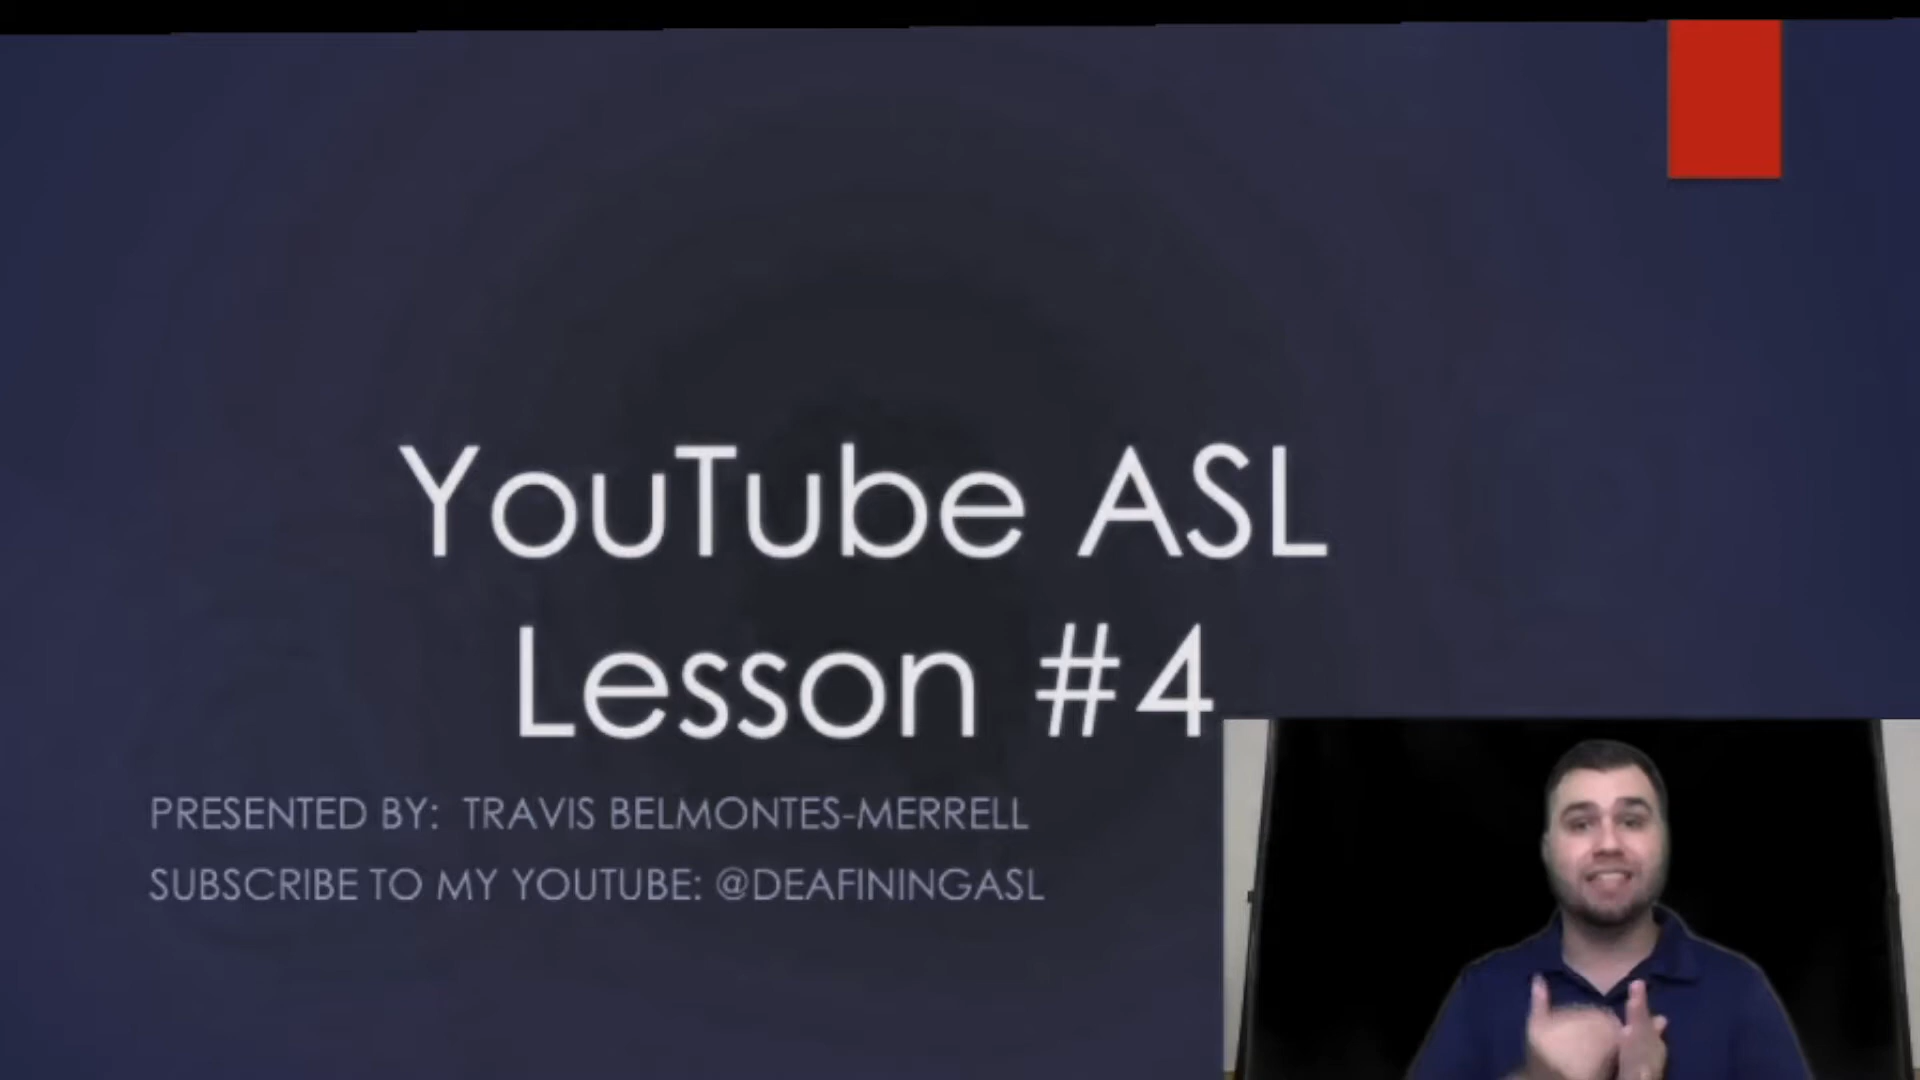 YouTube ASL
Lesson #4
PRESENTED BY: TRAVIS BELMONTES-MERRELL
SUBSCRIBE TO MY YOUTUBE: @DEAFININGASL